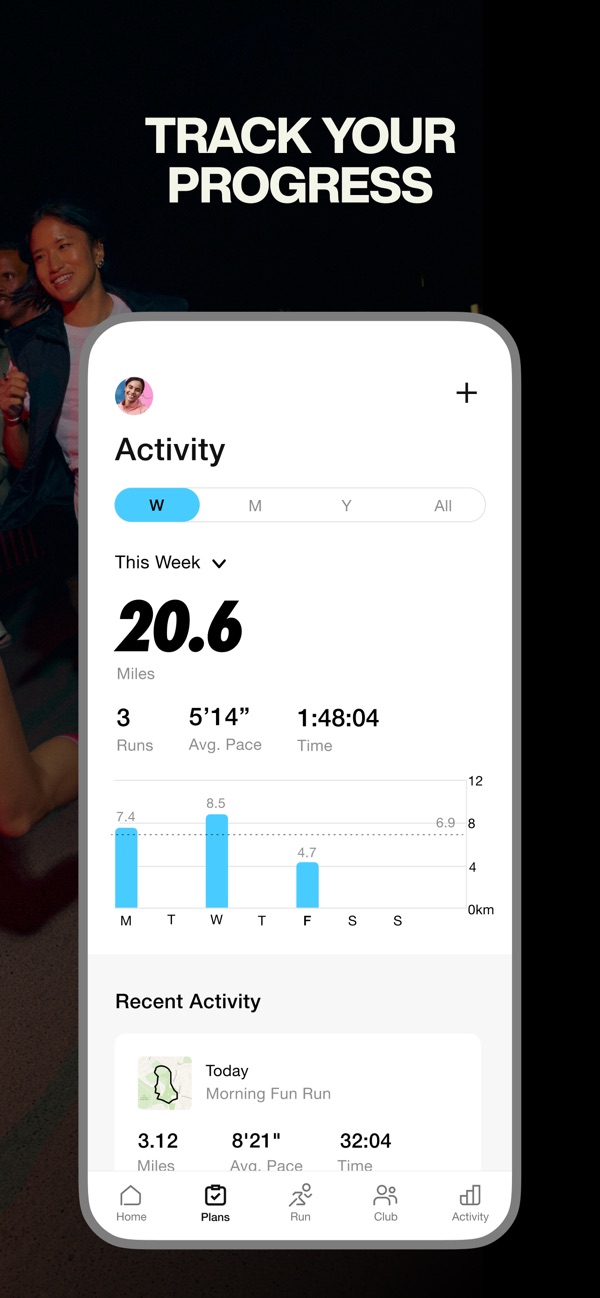 TRACK YOUR
PROGRESS
Activity
W M Y All
This Week
20.6
Miles
3 5’14” 1:48:04
Runs Avg. Pace Time
12
8.5
7.4
6.9 8
4.7
4
0km
M T W T F S S
Recent Activity
Today
Morning Fun Run
3.12 8'21" 32:04
Miles Avg. Pace Time
Home Plans Run Club Activity